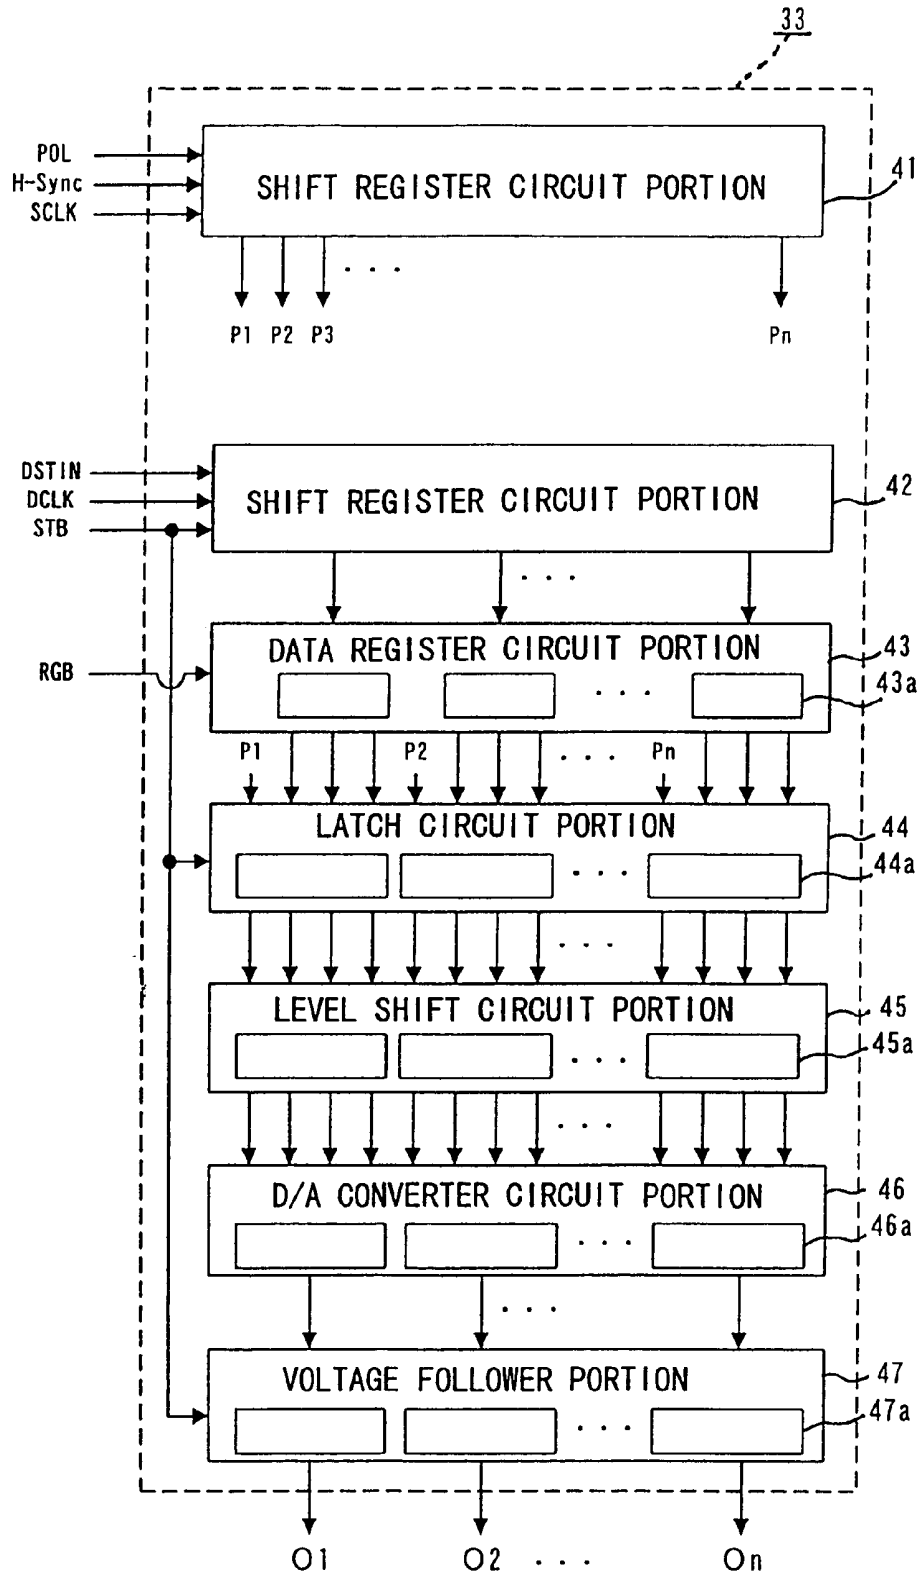 33
POL
H-Sync
SCLK
SHIFT REGISTER CIRCUIT PORTION
41
. . .
P1 P2 P3 Pn
DSTIN
DCLK
STB
SHIFT REGISTER CIRCUIT PORTION
42
. . .
DATA REGISTER CIRCUIT PORTION
43
RGB
. . .
43a
P1 P2 . . . Pn
LATCH CIRCUIT PORTION
44
. . .
44a
. . .
LEVEL SHIFT CIRCUIT PORTION
45
. . .
45a
. . .
D/A CONVERTER CIRCUIT PORTION
46
. . .
46a
. . .
VOLTAGE FOLLOWER PORTION
47
. . .
47a
O1 O2 . . . On